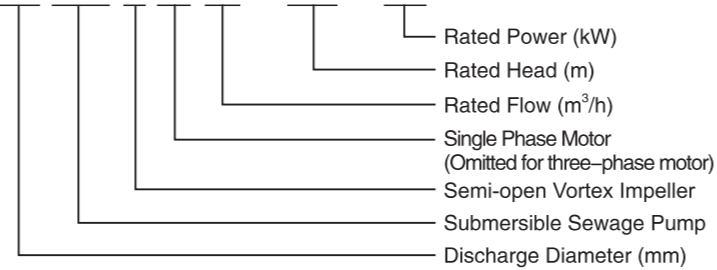 Rated Power (kW)
Rated Head (m)
Rated Flow (m³/h)
Single Phase Motor
(Omitted for three–phase motor)
Semi-open Vortex Impeller
Submersible Sewage Pump
Discharge Diameter (mm)